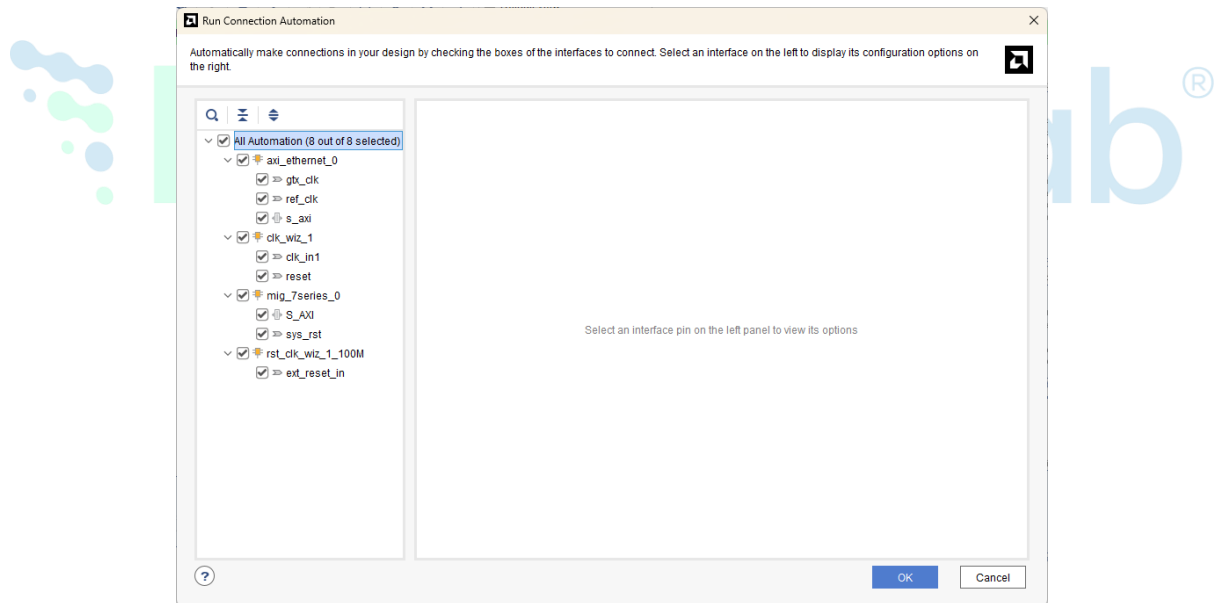 Run Connection Automation
Automatically make connections in your design by checking the boxes of the interfaces to connect. Select an interface on the left to display its configuration options on
the right.
All Automation (8 out of 8 selected)
axi_ethernet_0
gtx_clk
ref_clk
s_axi
clk_wiz_1
clk_in1
reset
mig_7series_0
S_AXI
sys_rst
Select an interface pin on the left panel to view its options
rst_clk_wiz_1_100M
ext_reset_in
?
OK
Cancel
ab®